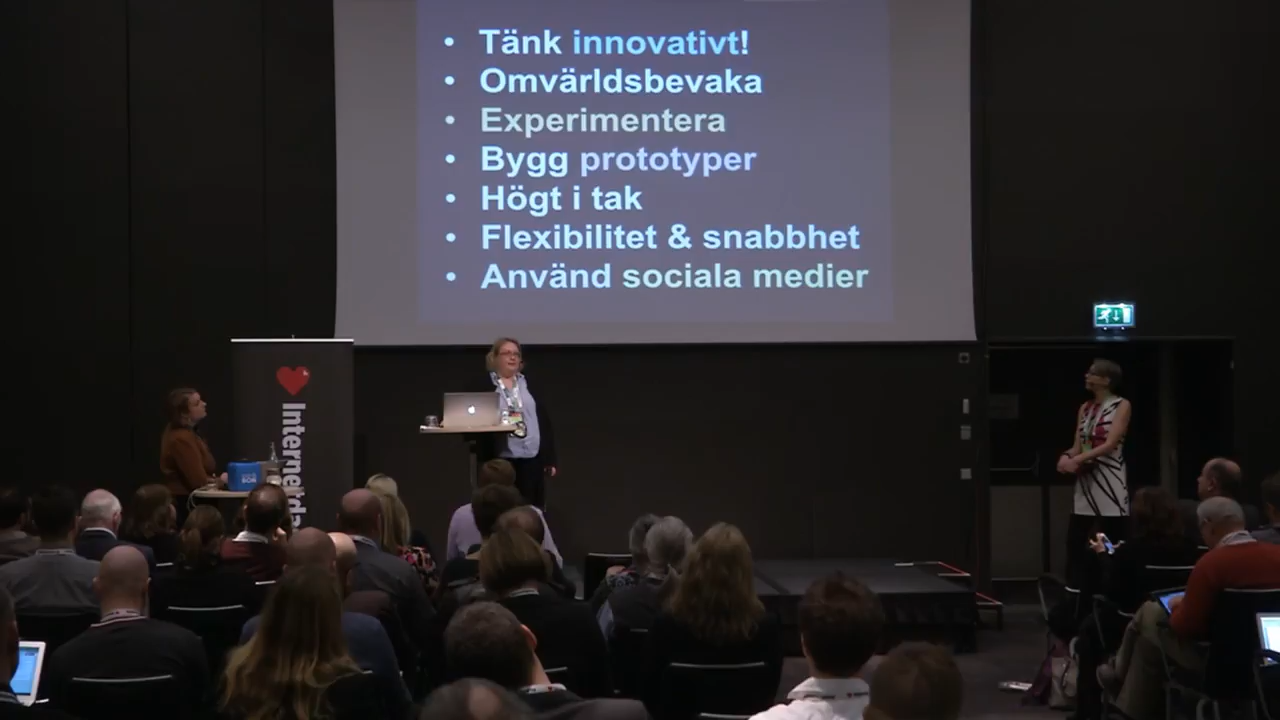 • Tänk innovativt!
• Omvärldsbevaka
• Experimentera
• Bygg prototyper
• Högt i tak
• Flexibilitet & snabbhet
• Använd sociala medier
Internetda